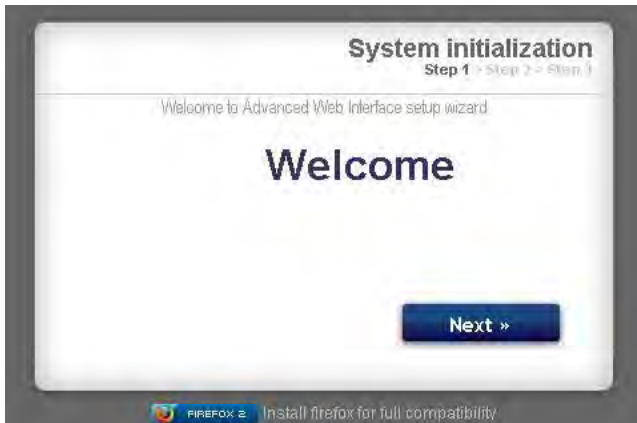 System initialization
Step 1 > Step 2 > Step 3
Welcome to Advanced Web Interface setup wizard
Welcome
Next »
FIREFOX 2 Install firefox for full compatibility